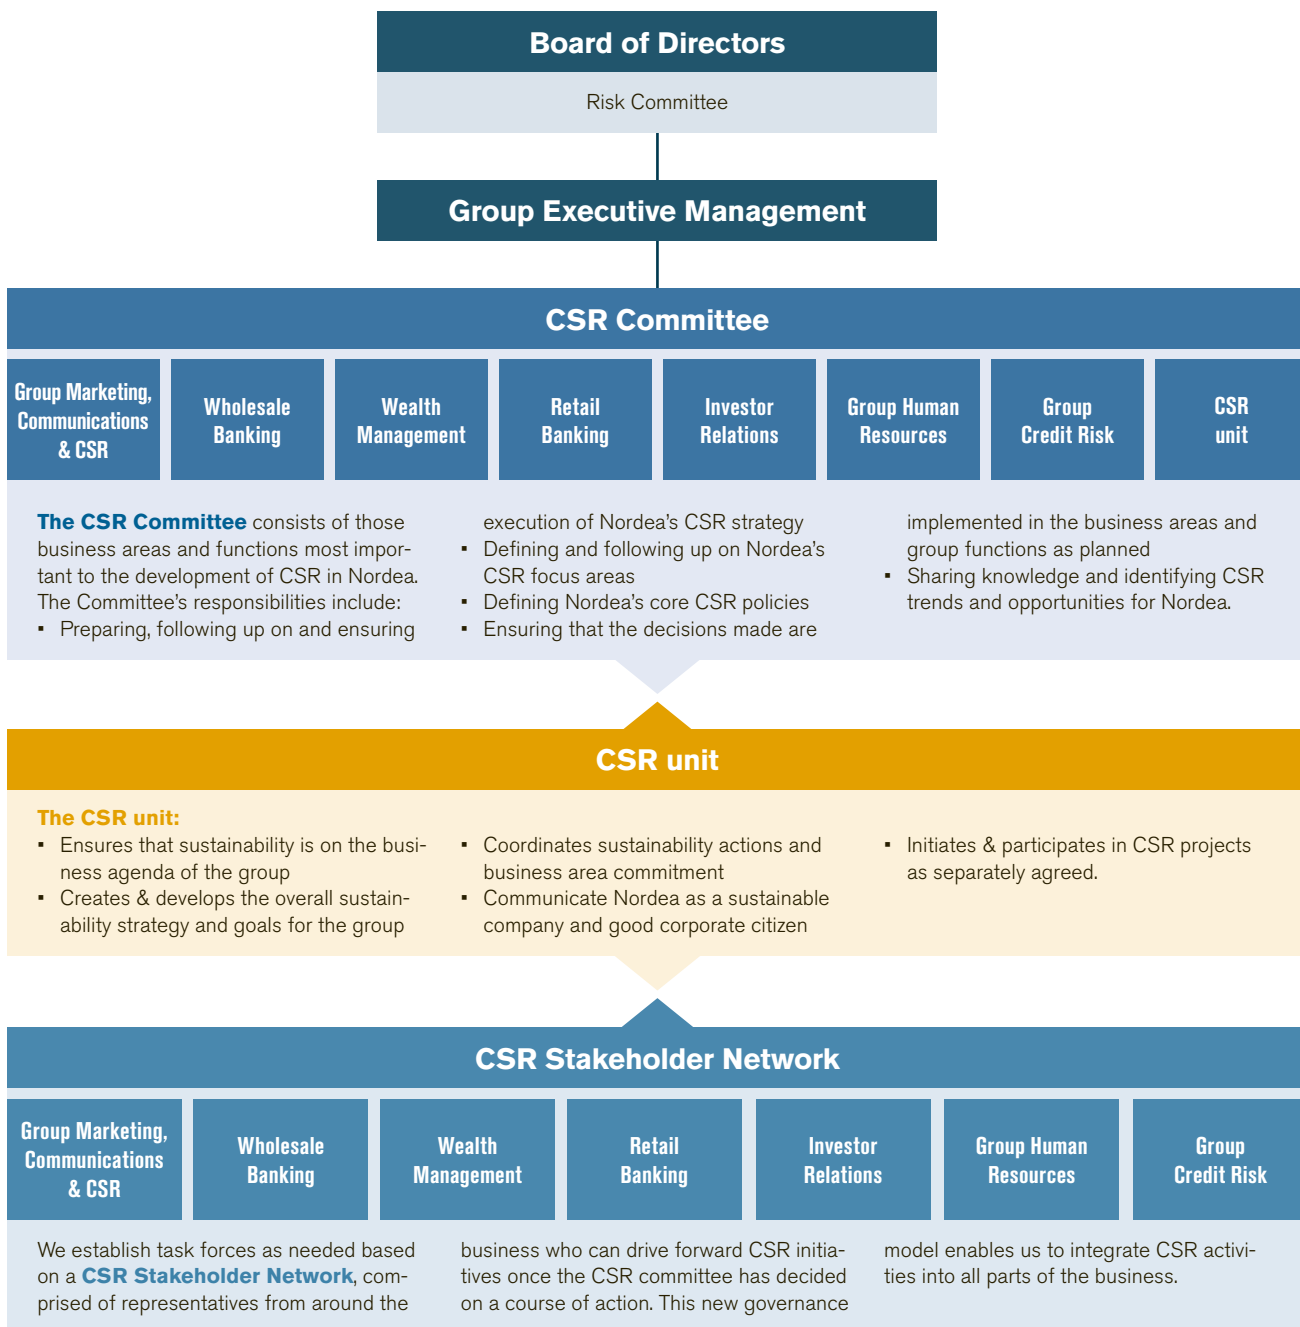 Board of Directors
Risk Committee
Group Executive Management
CSR Committee
Group Marketing,
Communications
& CSR
Wholesale
Banking
Wealth
Management
Retail
Banking
Investor
Relations
Group Human
Resources
Group
Credit Risk
CSR
unit
The CSR Committee consists of those
business areas and functions most impor-
tant to the development of CSR in Nordea.
The Committee's responsibilities include:
▪ Preparing, following up on and ensuring
execution of Nordea's CSR strategy
▪ Defining and following up on Nordea's
CSR focus areas
▪ Defining Nordea's core CSR policies
▪ Ensuring that the decisions made are
implemented in the business areas and
group functions as planned
▪ Sharing knowledge and identifying CSR
trends and opportunities for Nordea.
CSR unit
The CSR unit:
▪ Ensures that sustainability is on the busi-
ness agenda of the group
▪ Creates & develops the overall sustain-
ability strategy and goals for the group
▪ Coordinates sustainability actions and
business area commitment
▪ Communicate Nordea as a sustainable
company and good corporate citizen
▪ Initiates & participates in CSR projects
as separately agreed.
CSR Stakeholder Network
Group Marketing,
Communications
& CSR
Wholesale
Banking
Wealth
Management
Retail
Banking
Investor
Relations
Group Human
Resources
Group
Credit Risk
We establish task forces as needed based
on a CSR Stakeholder Network, com-
prised of representatives from around the
business who can drive forward CSR initia-
tives once the CSR committee has decided
on a course of action. This new governance
model enables us to integrate CSR activi-
ties into all parts of the business.